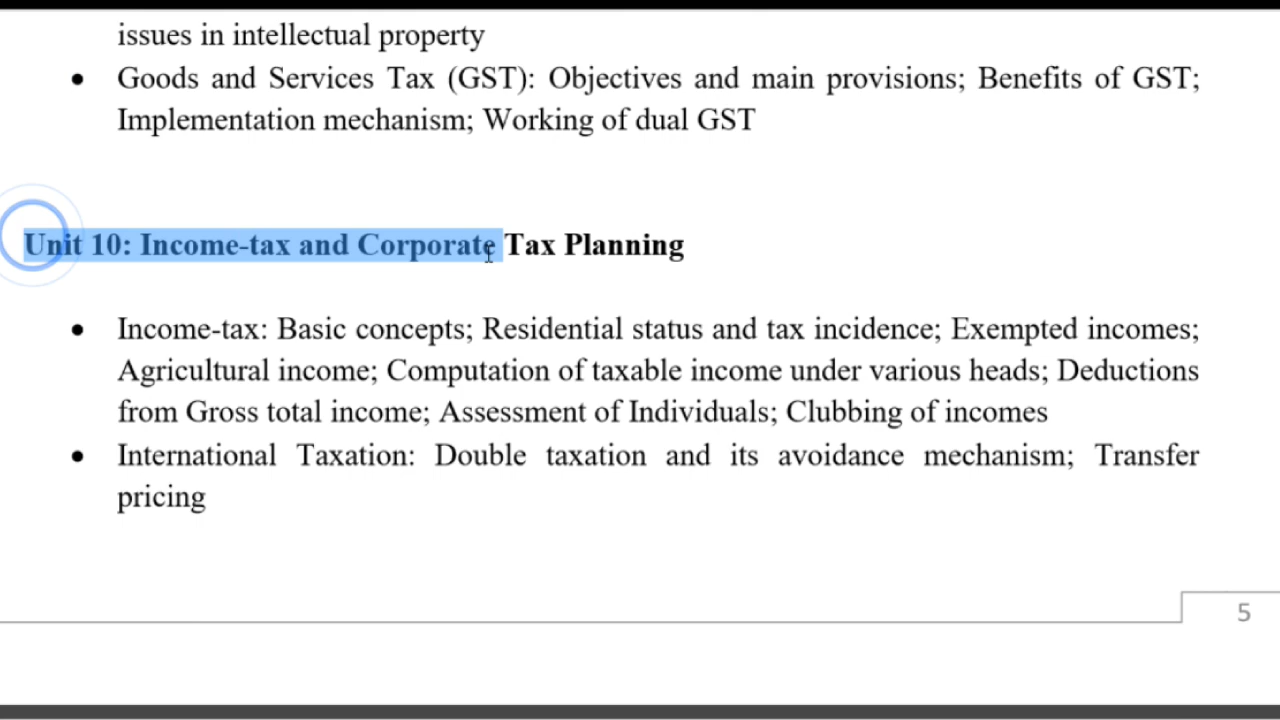 issues in intellectual property
• Goods and Services Tax (GST): Objectives and main provisions; Benefits of GST;
Implementation mechanism; Working of dual GST
Unit 10: Income-tax and Corporate Tax Planning
• Income-tax: Basic concepts; Residential status and tax incidence; Exempted incomes;
Agricultural income; Computation of taxable income under various heads; Deductions
from Gross total income; Assessment of Individuals; Clubbing of incomes
• International Taxation: Double taxation and its avoidance mechanism; Transfer
pricing
5